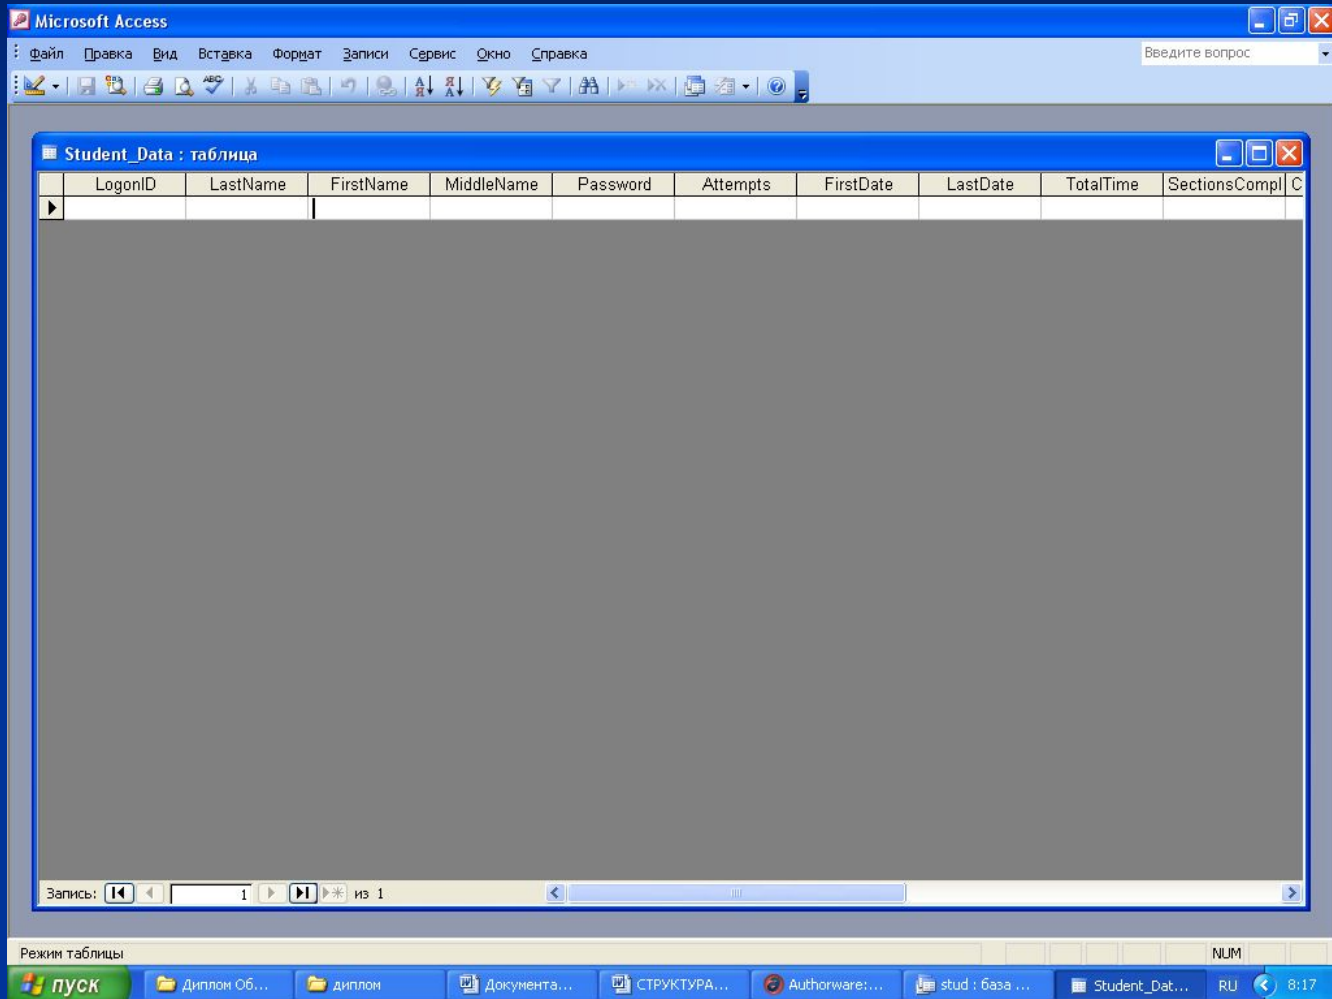 Microsoft Access
Файл Правка Вид Вставка Формат Записи Сервис Окно Справка Введите вопрос
Student_Data : таблица
LogonID LastName FirstName MiddleName Password Attempts FirstDate LastDate TotalTime SectionsCompl C
Запись: 1 из 1
Режим таблицы NUM
пуск Диплом Об... диплом Документа... СТРУКТУРА... Authorware:... stud : база ... Student_Dat... RU 8:17